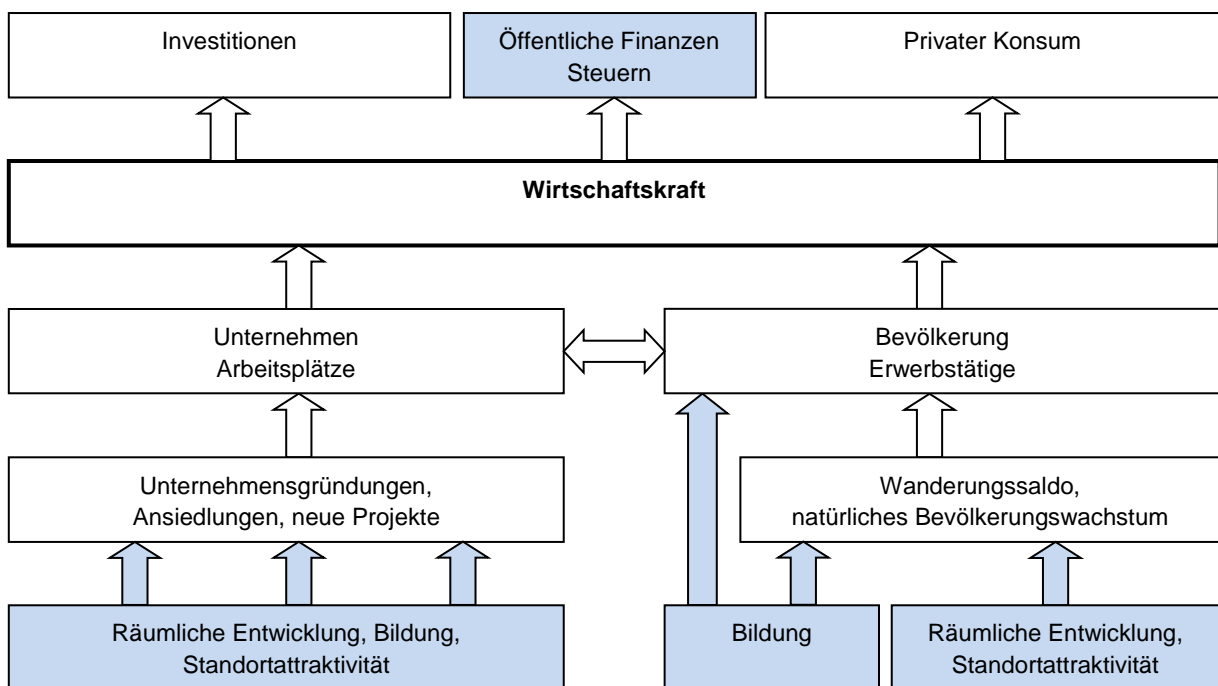 Investitionen
Öffentliche Finanzen
Steuern
Privater Konsum
Wirtschaftskraft
Unternehmen
Arbeitsplätze
Bevölkerung
Erwerbstätige
Unternehmensgründungen,
Ansiedlungen, neue Projekte
Wanderungssaldo,
natürliches Bevölkerungswachstum
Räumliche Entwicklung, Bildung,
Standortattraktivität
Bildung
Räumliche Entwicklung,
Standortattraktivität